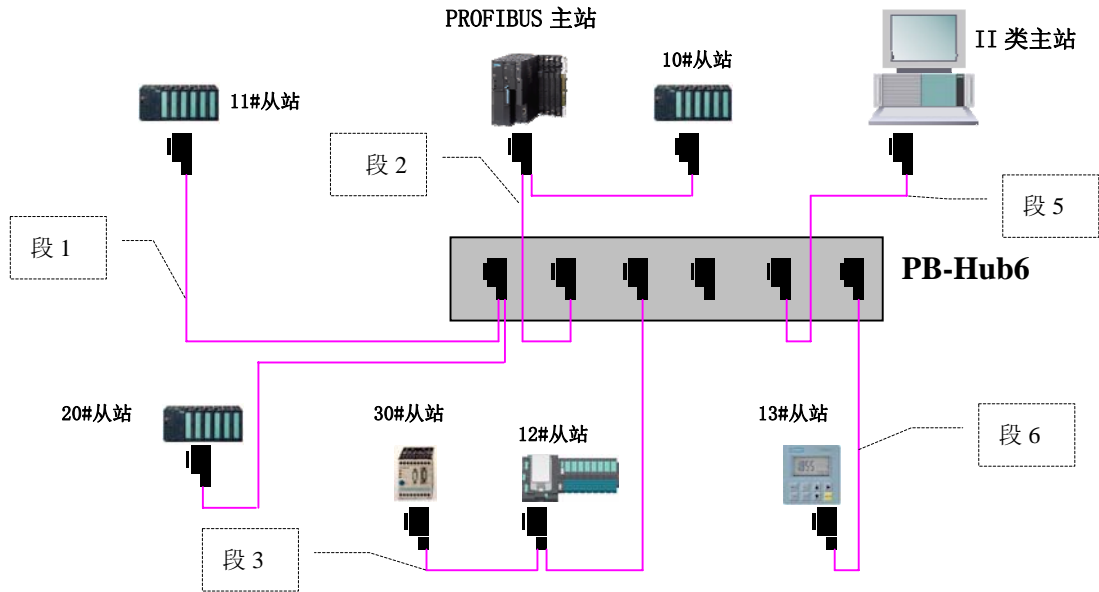 PROFIBUS 主站
II 类主站
10#从站
11#从站
段 2
段 5
段 1
PB-Hub6
20#从站
30#从站
12#从站
13#从站
段 6
段 3